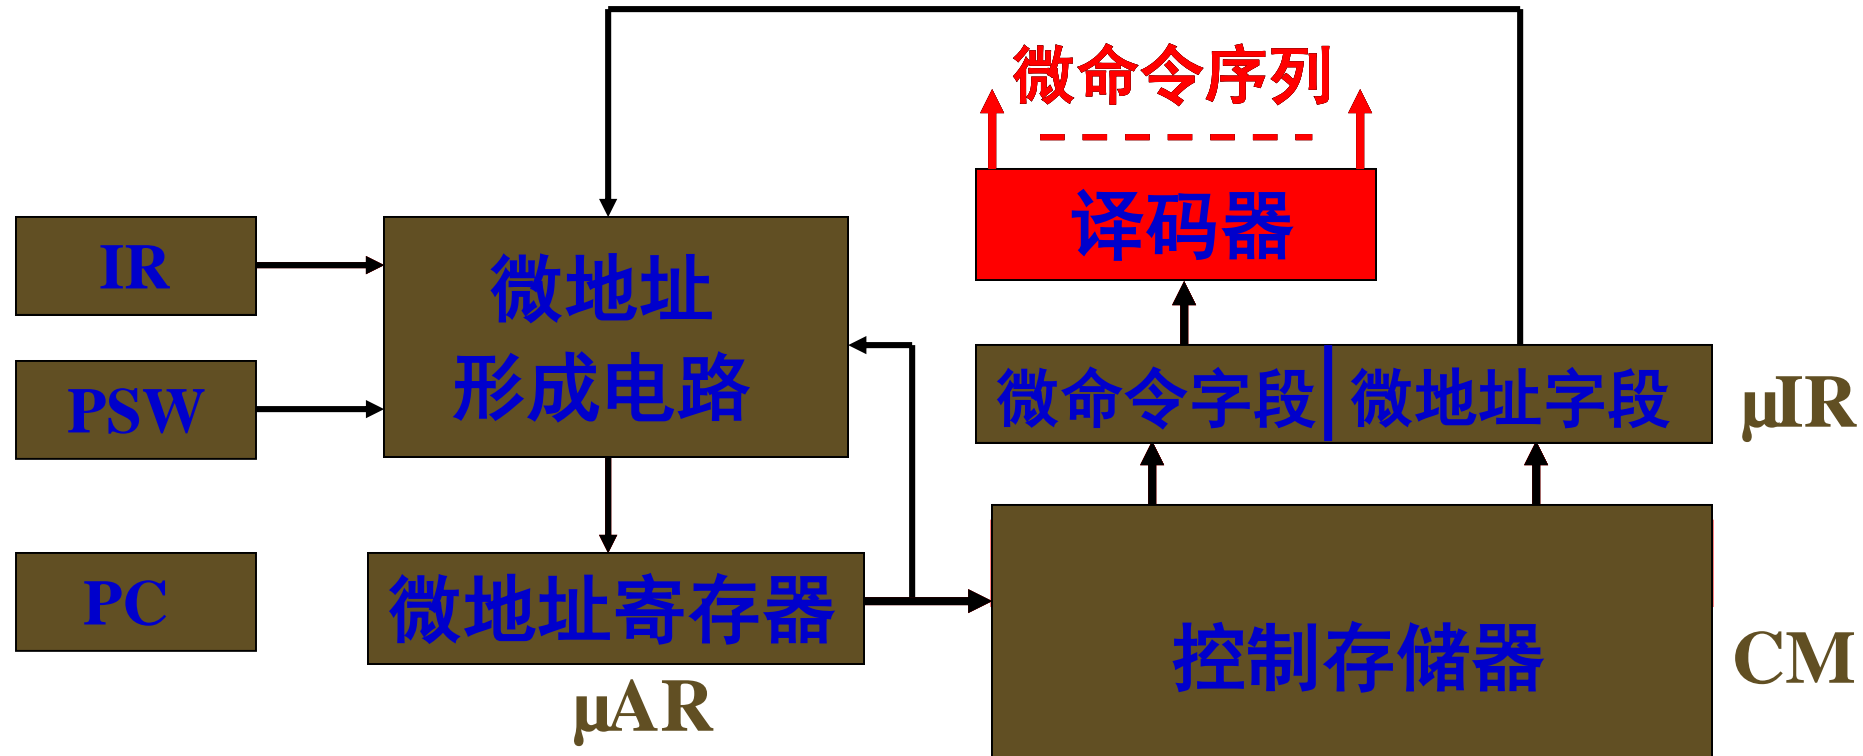 微命令序列
译码器
IR
微地址
形成电路
PSW
微命令字段
微地址字段
μIR
PC
微地址寄存器
μAR
控制存储器
CM